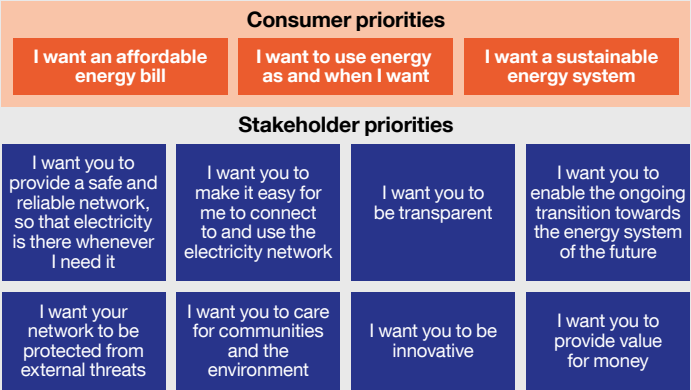 Consumer priorities
I want an affordable
energy bill
I want to use energy
as and when I want
I want a sustainable
energy system
Stakeholder priorities
I want you to
provide a safe and
reliable network,
so that electricity
is there whenever
I need it
I want you to
make it easy for
me to connect
to and use the
electricity network
I want you to
be transparent
I want you to
enable the ongoing
transition towards
the energy system
of the future
I want your
network to be
protected from
external threats
I want you to care
for communities
and the
environment
I want you to be
innovative
I want you to
provide value
for money